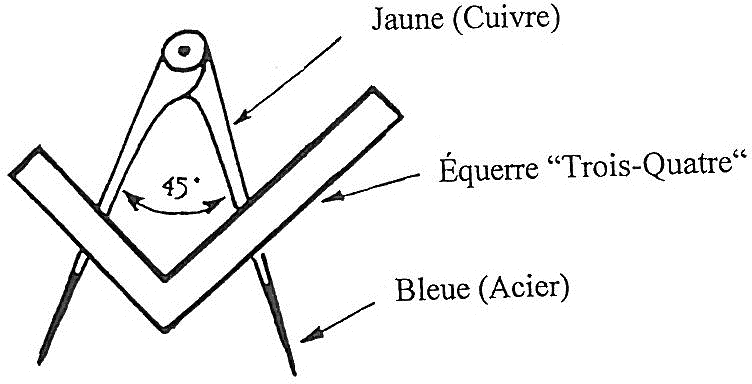 Jaune (Cuivre)
Équerre “Trois-Quatre“
45°
Bleue (Acier)